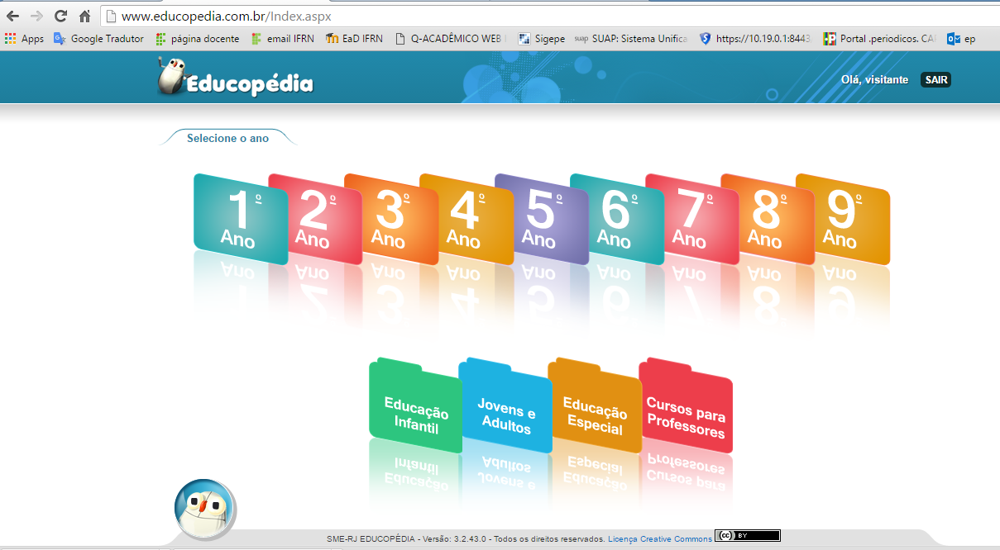 www.educopedia.com.br/Index.aspx
Apps Google Tradutor página docente email IFRN EaD IFRN Q-ACADÊMICO WEB Sigepe suap SUAP: Sistema Unifica https://10.19.0.1:8443 Portal .periodicos. CA ep
Educopédia
Olá, visitante SAIR
Selecione o ano
1º Ano
2º Ano
3º Ano
4º Ano
5º Ano
6º Ano
7º Ano
8º Ano
9º Ano
Educação
Infantil
Jovens e
Adultos
Educação
Especial
Cursos para
Professores
SME-RJ EDUCOPÉDIA - Versão: 3.2.43.0 - Todos os direitos reservados. Licença Creative Commons cc BY